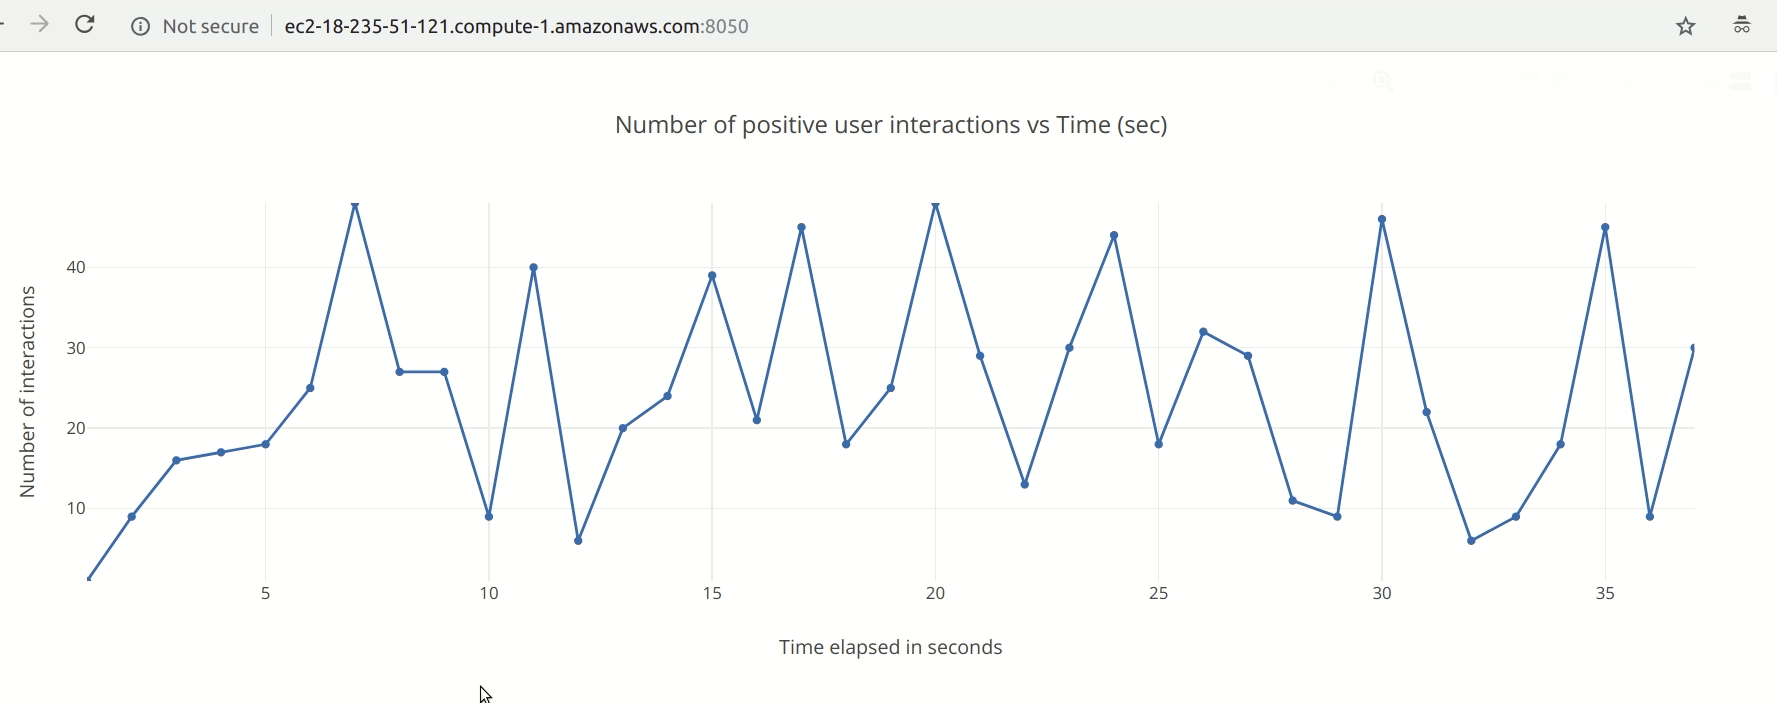 Not secure ec2-18-235-51-121.compute-1.amazonaws.com:8050
Number of positive user interactions vs Time (sec)
Number of interactions
40
30
20
10
5 10 15 20 25 30 35
Time elapsed in seconds